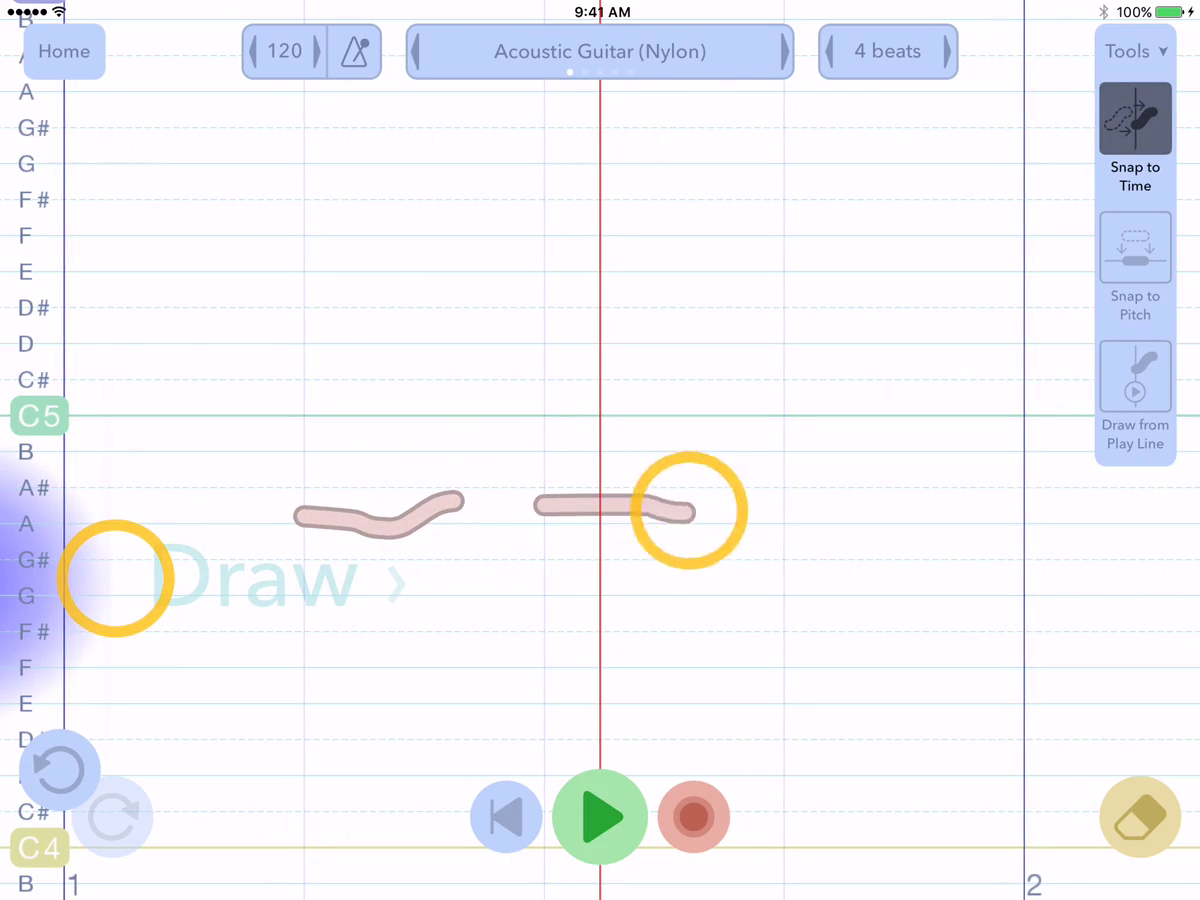 9:41 AM
100%
Home
120
Acoustic Guitar (Nylon)
4 beats
Tools ▼
Snap to
Time
Snap to
Pitch
Draw from
Play Line
B
A
G#
G
F#
F
E
D#
D
C#
C5
B
A#
A
G#
G
F#
F
E
D
C#
C4
B
Draw ›
1
2